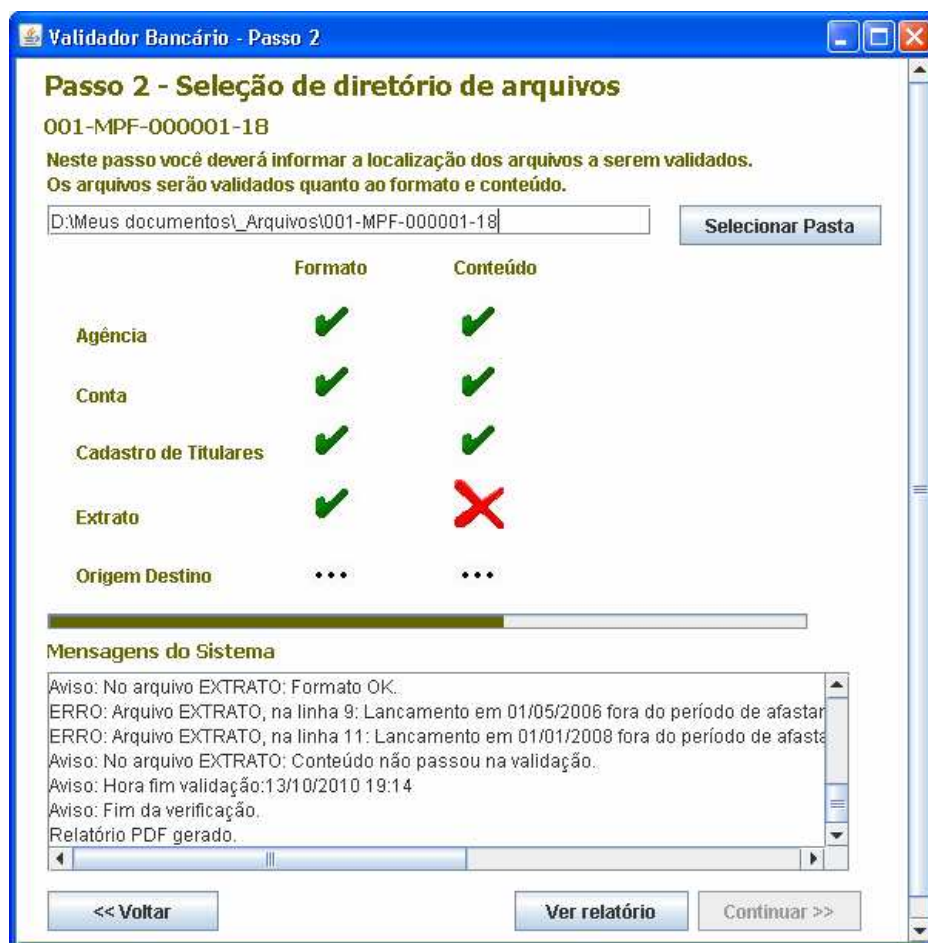 Validador Bancário - Passo 2
Passo 2 - Seleção de diretório de arquivos
001-MPF-000001-18
Neste passo você deverá informar a localização dos arquivos a serem validados.
Os arquivos serão validados quanto ao formato e conteúdo.
D:\Meus documentos\_Arquivos\001-MPF-000001-18
Selecionar Pasta
Formato Conteúdo
Agência
Conta
Cadastro de Titulares
Extrato
Origem Destino ... ...
Mensagens do Sistema
Aviso: No arquivo EXTRATO: Formato OK.
ERRO: Arquivo EXTRATO, na linha 9: Lancamento em 01/05/2006 fora do período de afastar
ERRO: Arquivo EXTRATO, na linha 11: Lancamento em 01/01/2008 fora do período de afasta
Aviso: No arquivo EXTRATO: Conteúdo não passou na validação.
Aviso: Hora fim validação:13/10/2010 19:14
Aviso: Fim da verificação.
Relatório PDF gerado.
<< Voltar Ver relatório Continuar >>